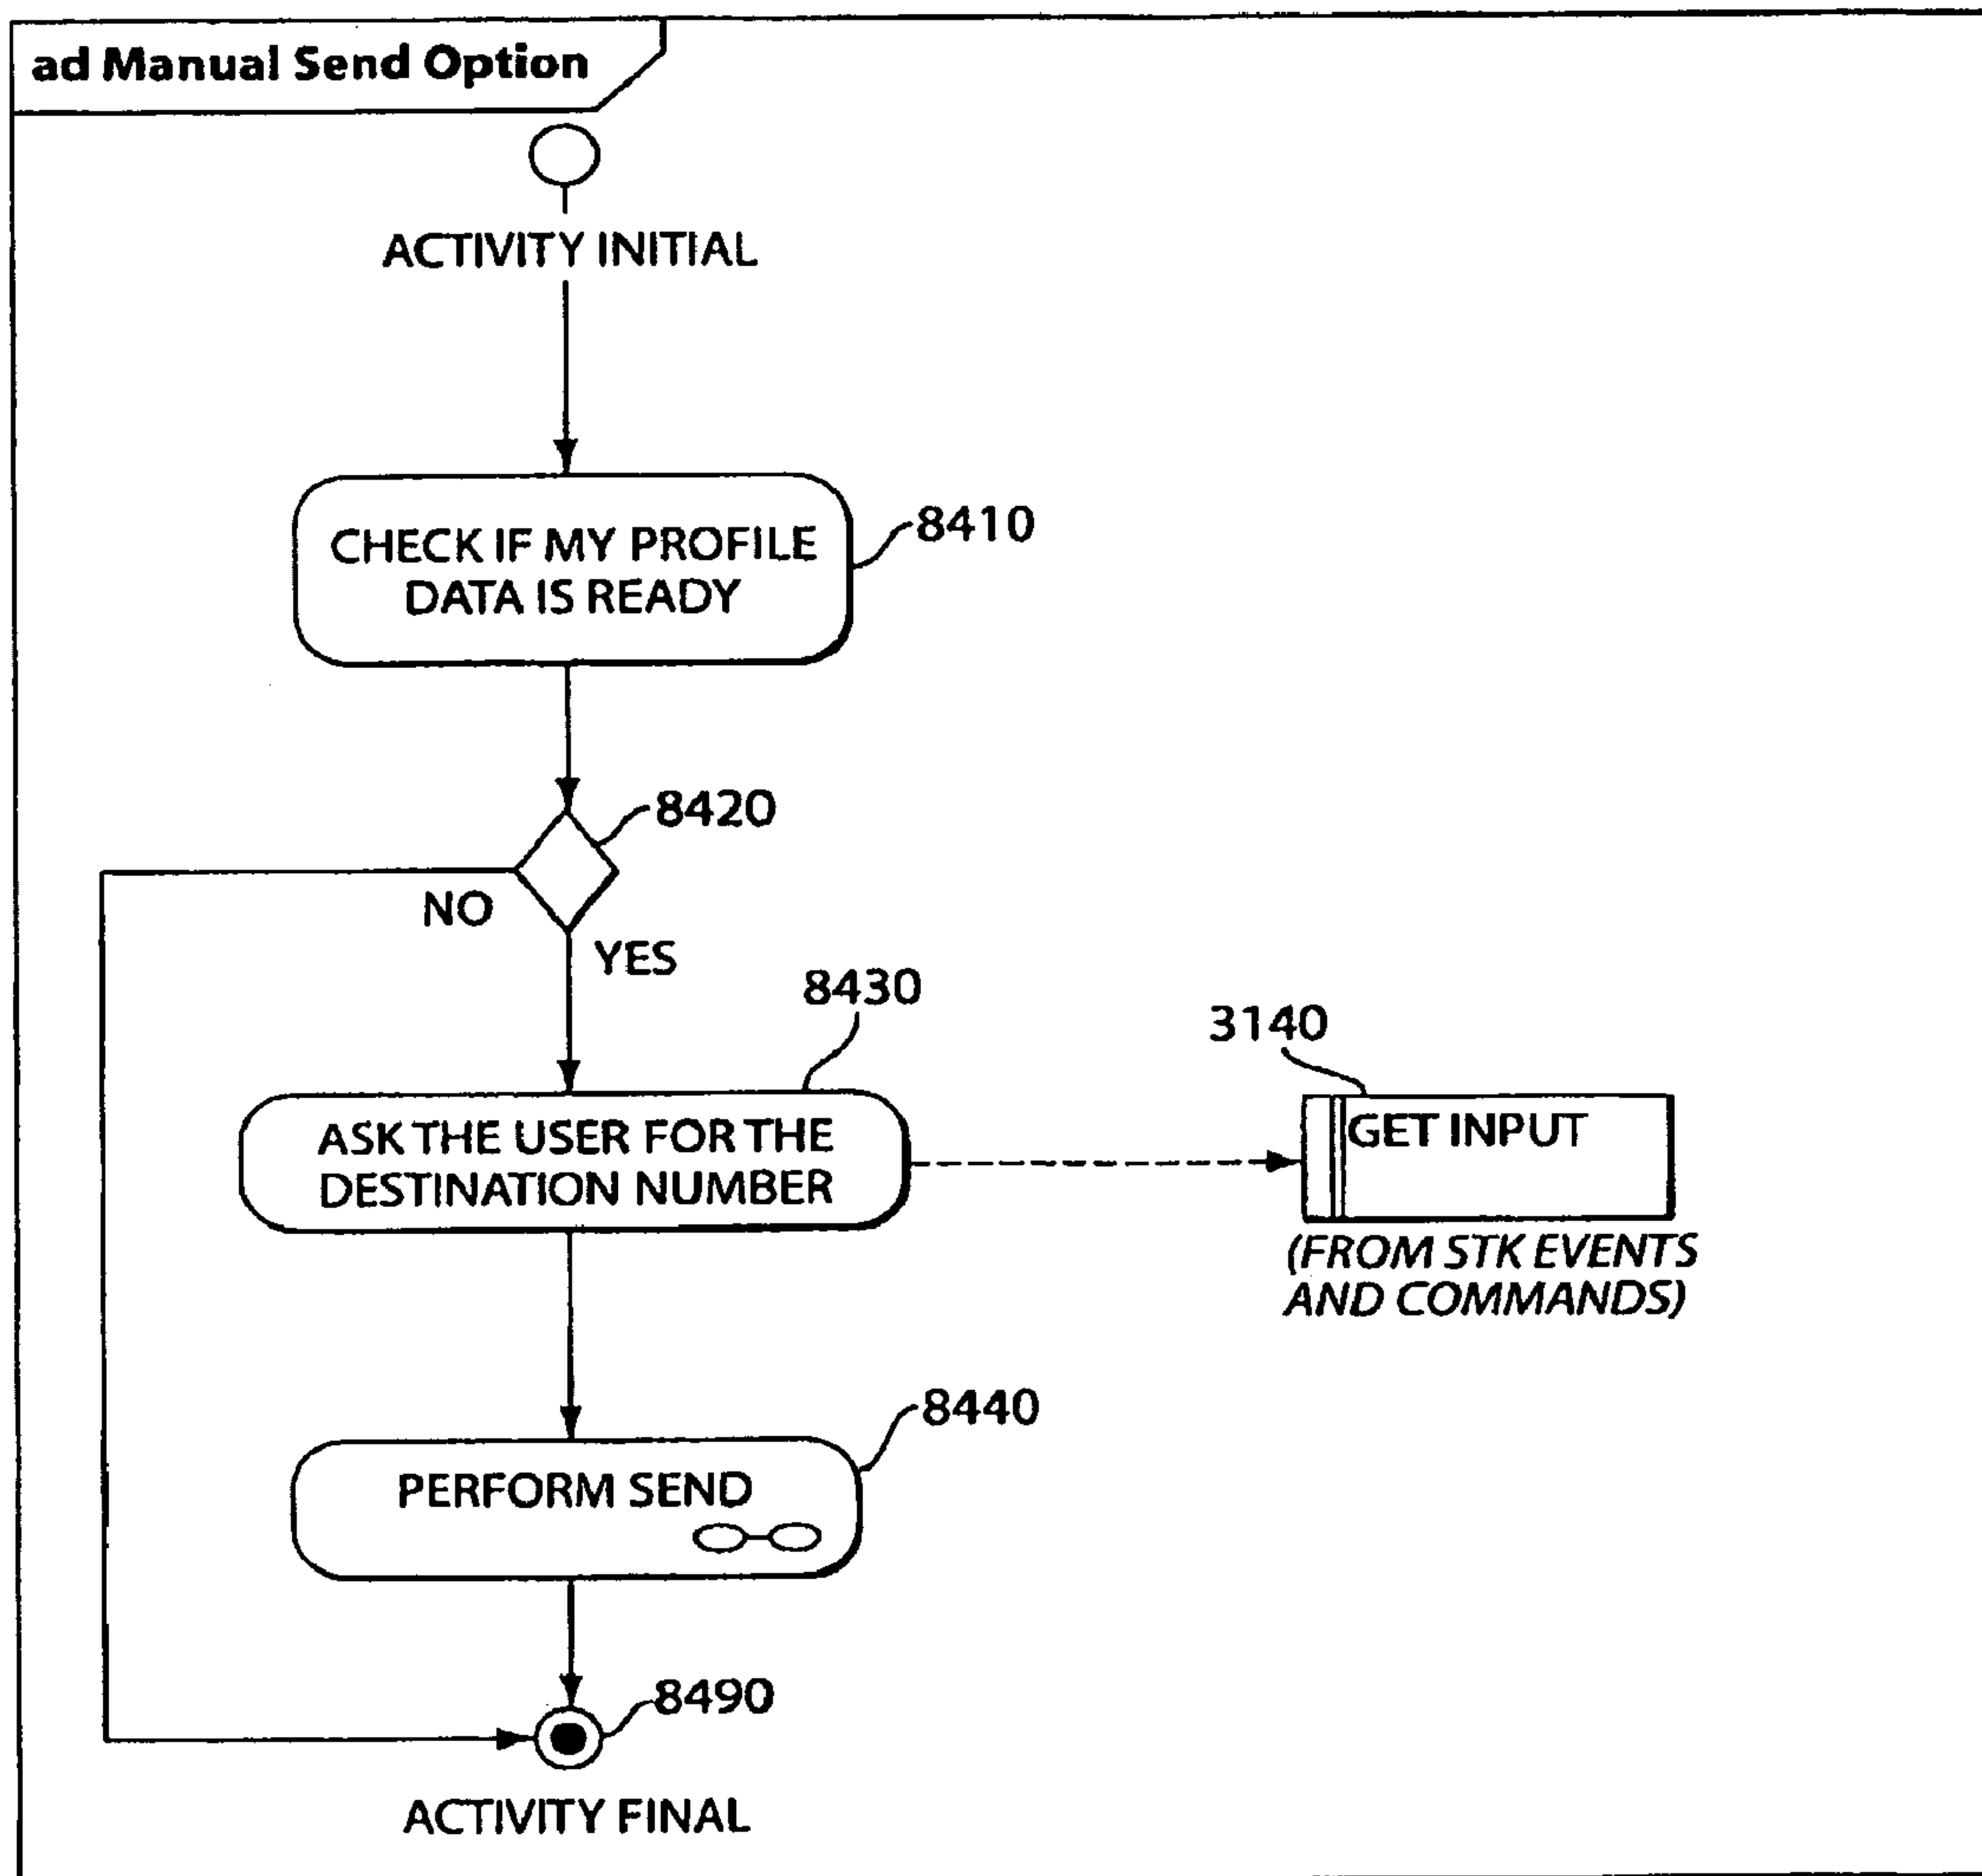 ad Manual Send Option
ACTIVITY INITIAL
CHECK IF MY PROFILE
DATA IS READY
8410
8420
NO
YES
8430
3140
ASK THE USER FOR THE
DESTINATION NUMBER
GET INPUT
(FROM STK EVENTS
AND COMMANDS)
8440
PERFORM SEND
8490
ACTIVITY FINAL